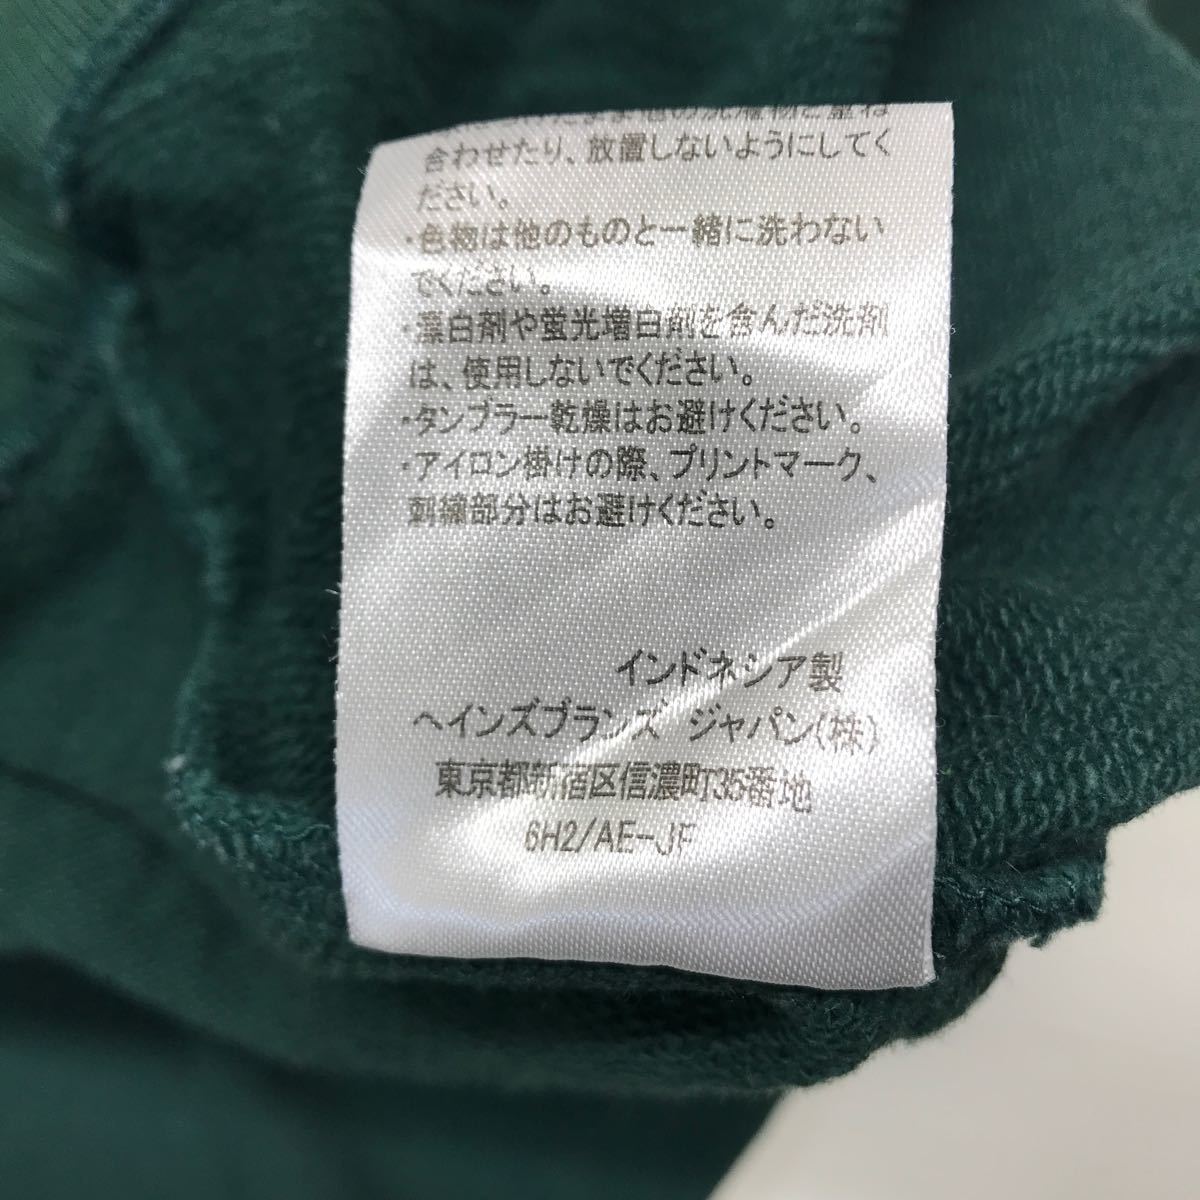 の洗濯物と重ね
合わせたり、放置しないようにしてく
ださい。
・色物は他のものと一緒に洗わない
でください。
・漂白剤や蛍光増白剤を含んだ洗剤
は、使用しないでください。
・タンブラー乾燥はお避けください。
・アイロン掛けの際、プリントマーク、
刺繍部分はお避けください。
インドネシア製
ヘインズブランズ ジャパン(株)
東京都新宿区信濃町35番地
6H2/AE-JF